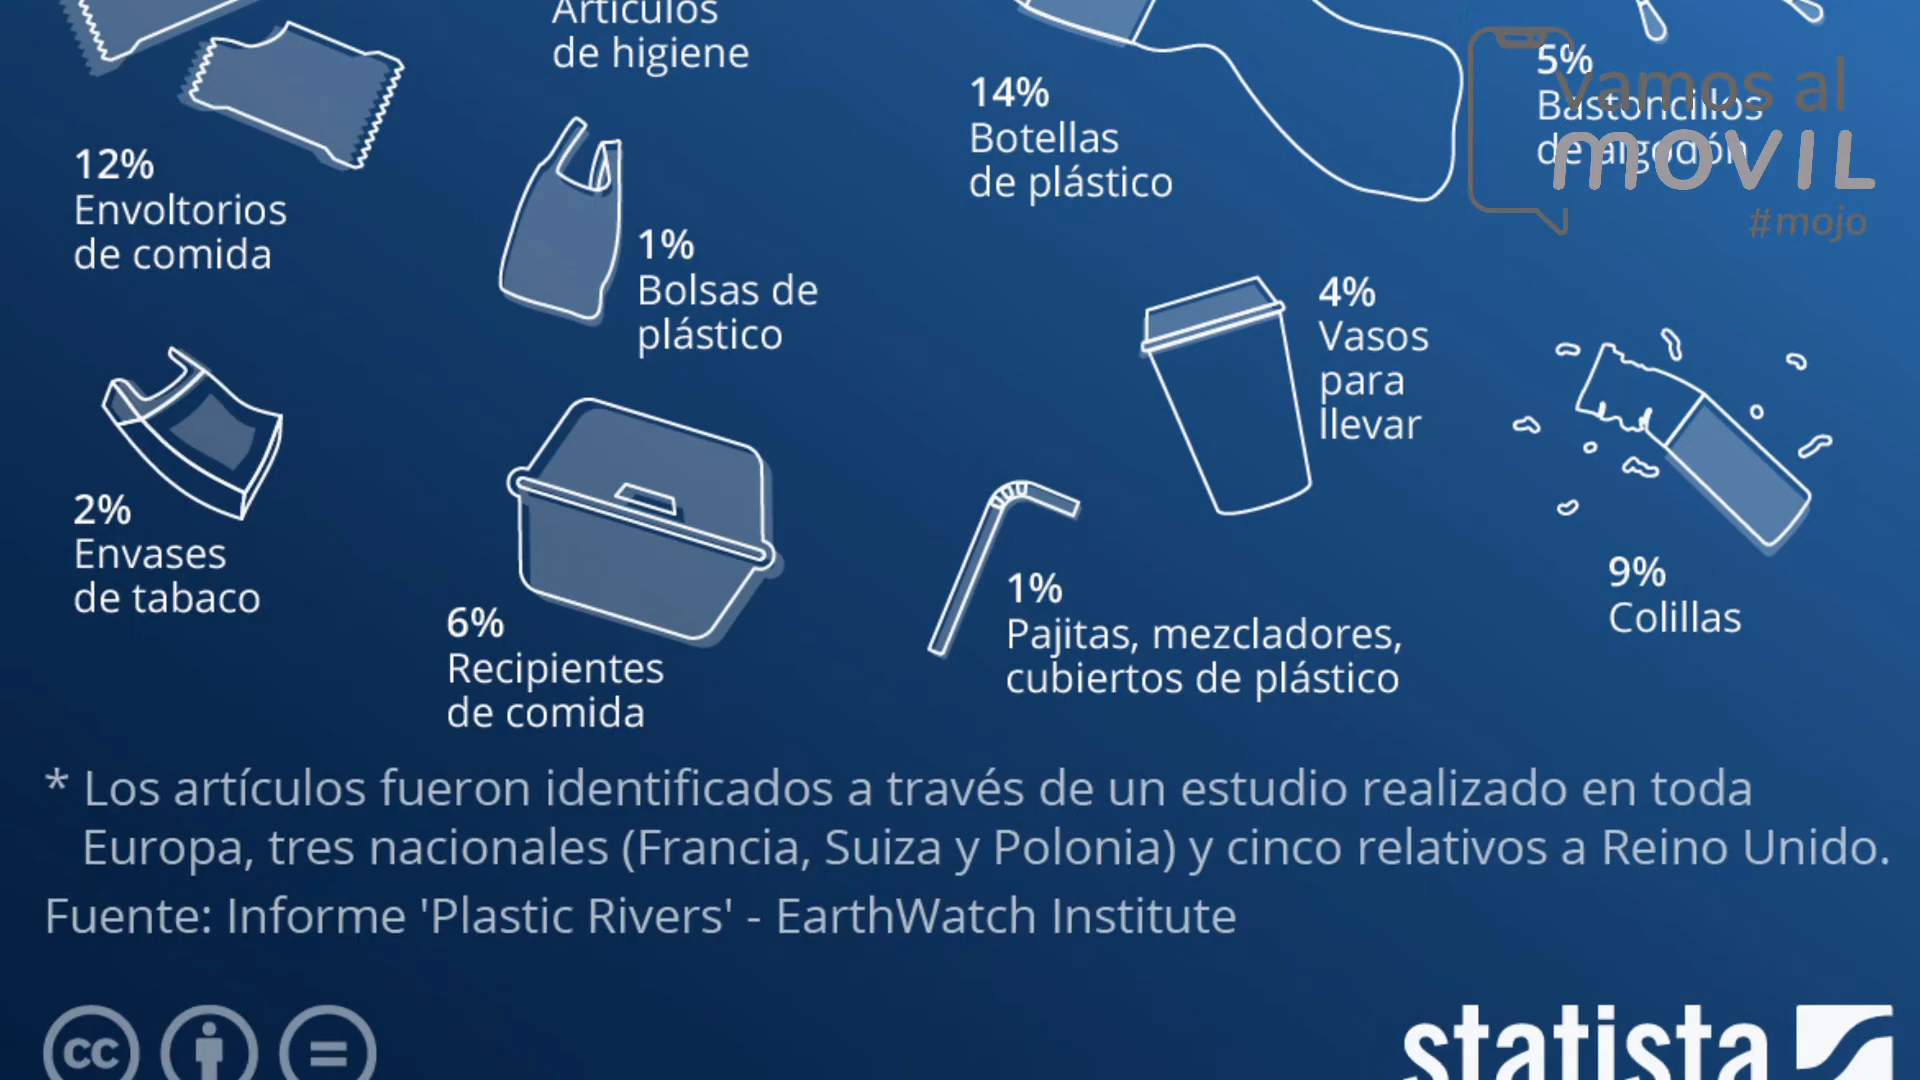 Artículos
de higiene
14%
Botellas
de plástico
5%
Bastoncillos
de algodón
vamos al
MOVIL
#mojo
12%
Envoltorios
de comida
1%
Bolsas de
plástico
4%
Vasos
para
llevar
2%
Envases
de tabaco
6%
Recipientes
de comida
1%
Pajitas, mezcladores,
cubiertos de plástico
9%
Colillas
* Los artículos fueron identificados a través de un estudio realizado en toda
Europa, tres nacionales (Francia, Suiza y Polonia) y cinco relativos a Reino Unido.
Fuente: Informe 'Plastic Rivers' - EarthWatch Institute
cc
statista